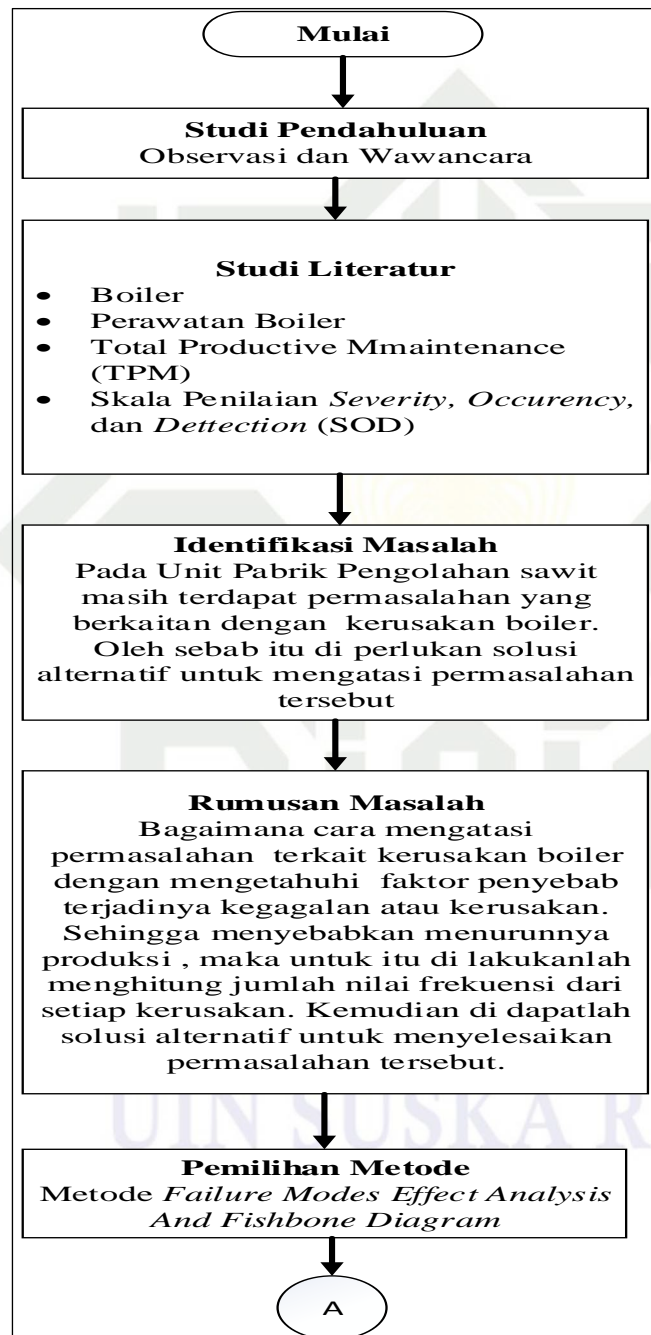 Mulai
Studi Pendahuluan
Observasi dan Wawancara
Studi Literatur
• Boiler
• Perawatan Boiler
• Total Productive Mmaintenance
(TPM)
• Skala Penilaian Severity, Occurency,
dan Dettection (SOD)
Identifikasi Masalah
Pada Unit Pabrik Pengolahan sawit
masih terdapat permasalahan yang
berkaitan dengan kerusakan boiler.
Oleh sebab itu di perlukan solusi
alternatif untuk mengatasi permasalahan
tersebut
Rumusan Masalah
Bagaimana cara mengatasi
permasalahan terkait kerusakan boiler
dengan mengetahuhi faktor penyebab
terjadinya kegagalan atau kerusakan.
Sehingga menyebabkan menurunnya
produksi , maka untuk itu di lakukanlah
menghitung jumlah nilai frekuensi dari
setiap kerusakan. Kemudian di dapatlah
solusi alternatif untuk menyelesaikan
permasalahan tersebut.
UIN SUSKA R
Pemilihan Metode
Metode Failure Modes Effect Analysis
And Fishbone Diagram
A